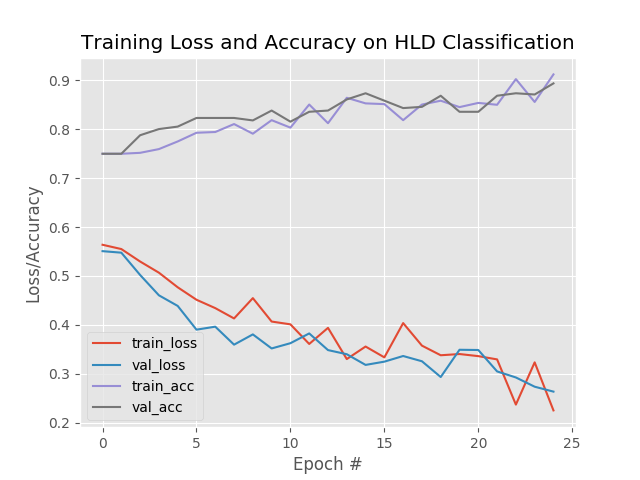 Training Loss and Accuracy on HLD Classification
Loss/Accuracy
0.9
0.8
0.7
0.6
0.5
0.4
0.3
0.2
train_loss
val_loss
train_acc
val_acc
0 5 10 15 20 25
Epoch #